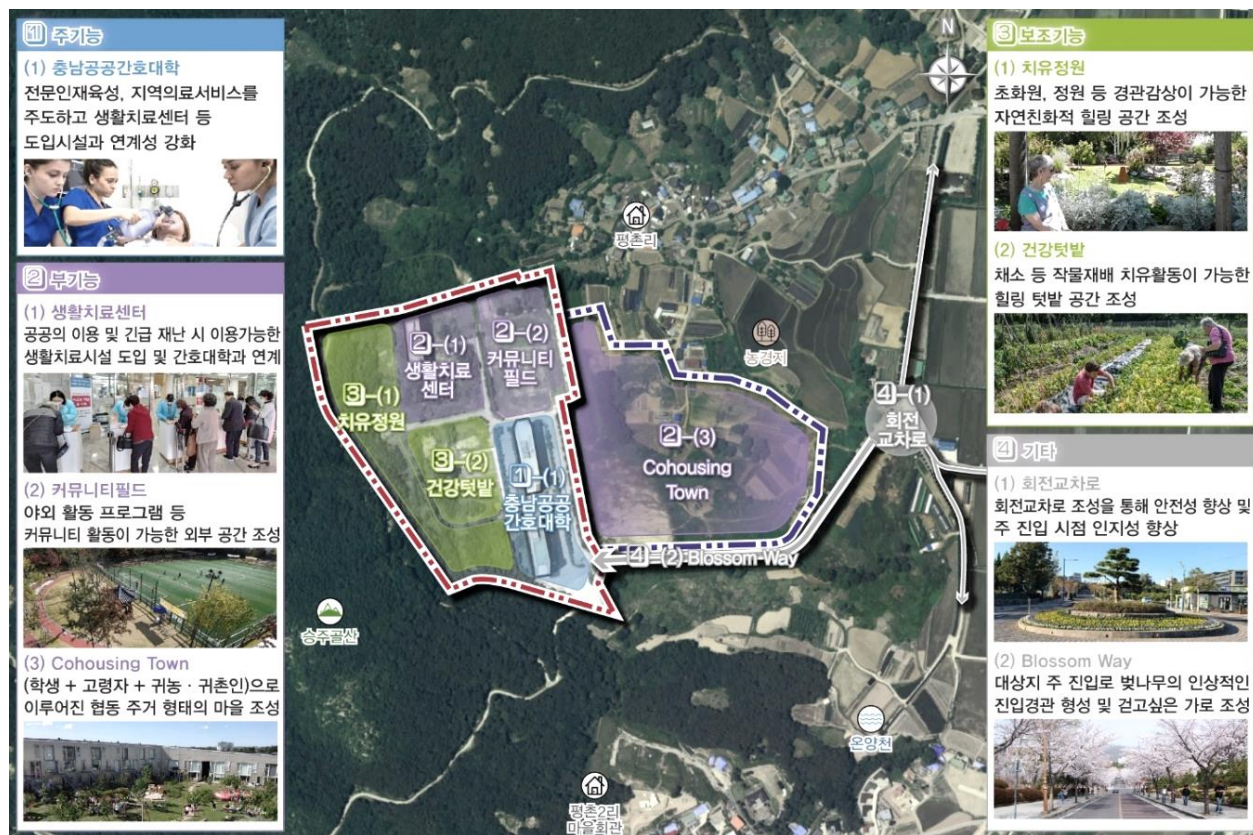 1 주기능
(1) 충남공공간호대학
전문인재육성, 지역의료서비스를
주도하고 생활치료센터 등
도입시설과 연계성 강화
2 부기능
(1) 생활치료센터
공공의 이용 및 긴급 재난 시 이용가능한
생활치료시설 도입 및 간호대학과 연계
(2) 커뮤니티필드
야외 활동 프로그램 등
커뮤니티 활동이 가능한 외부 공간 조성
(3) Cohousing Town
(학생 + 고령자 + 귀농 · 귀촌인)으로
이루어진 협동 주거 형태의 마을 조성
N
평촌리
농경지
2-(1)
생활치료
센터
2-(2)
커뮤니티
필드
3-(1)
치유정원
3-(2)
건강텃밭
1-(1)
충남공공
간호대학
2-(3)
Cohousing
Town
4-(1)
회전
교차로
4-(2) Blossom Way
승주골산
온양천
평촌2리
마을회관
3 보조기능
(1) 치유정원
초화원, 정원 등 경관감상이 가능한
자연친화적 힐링 공간 조성
(2) 건강텃밭
채소 등 작물재배 치유활동이 가능한
힐링 텃밭 공간 조성
4 기타
(1) 회전교차로
회전교차로 조성을 통해 안전성 향상 및
주 진입 시점 인지성 향상
(2) Blossom Way
대상지 주 진입로 벚나무의 인상적인
진입경관 형성 및 걷고싶은 가로 조성